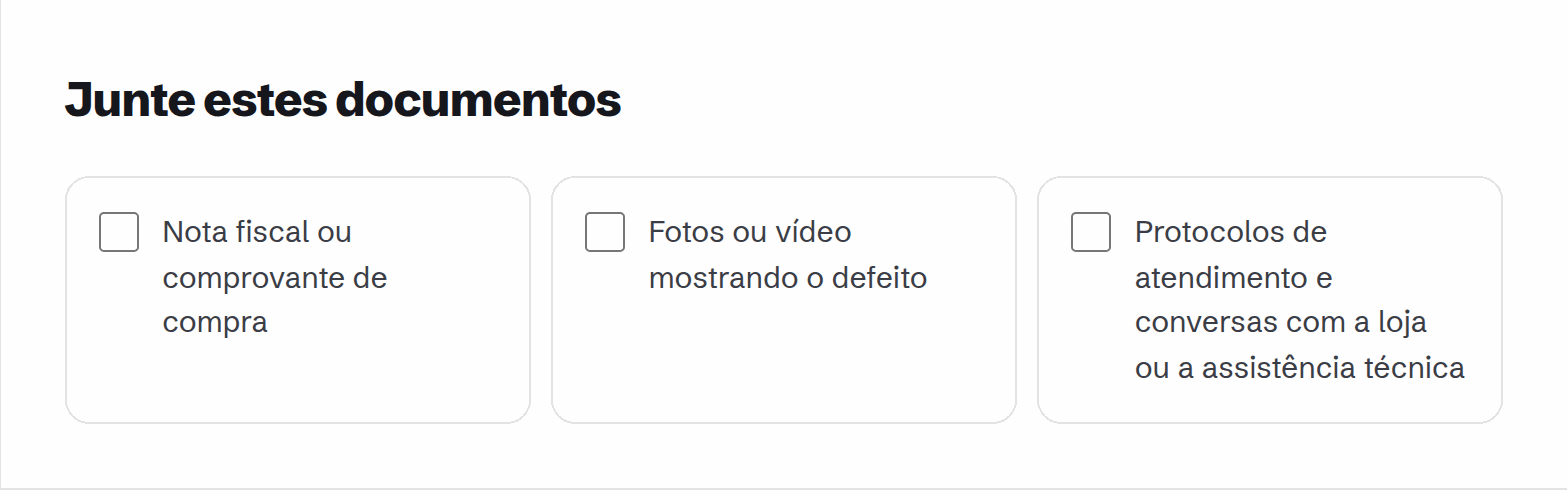 Junte estes documentos
Nota fiscal ou
comprovante de
compra
Fotos ou vídeo
mostrando o defeito
Protocolos de
atendimento e
conversas com a loja
ou a assistência técnica